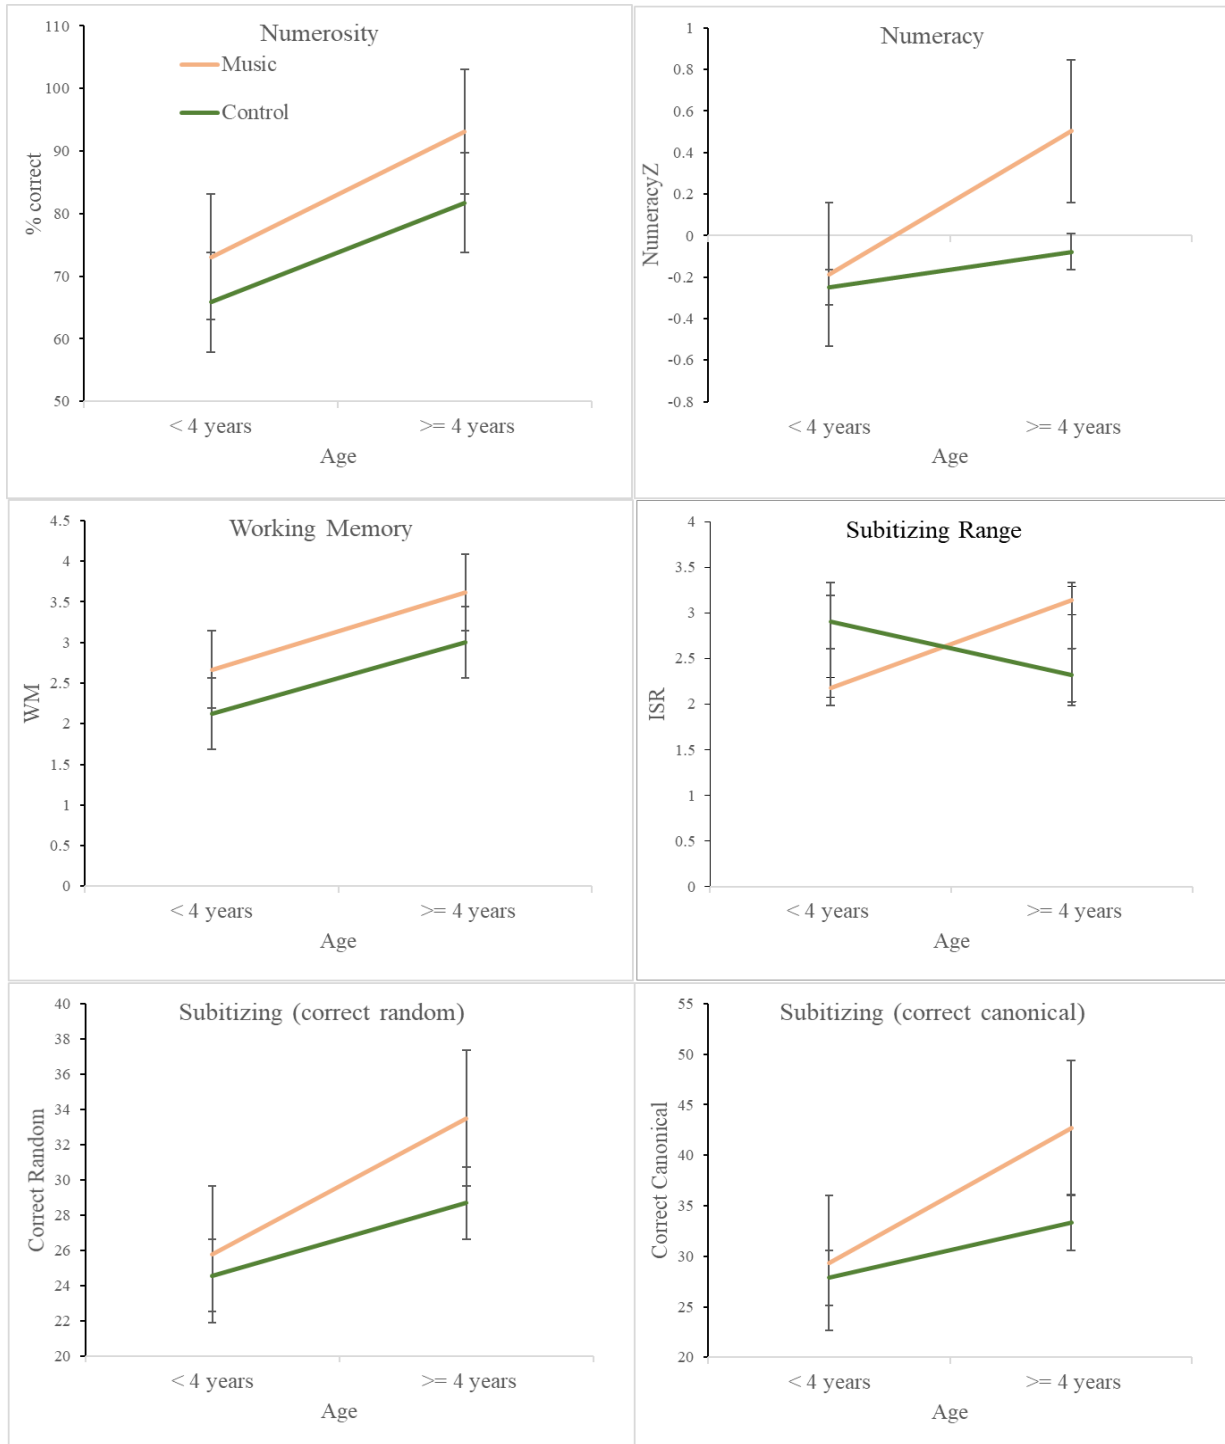 Numerosity
Music
Control
110
100
90
80
70
60
50
% correct
< 4 years
>= 4 years
Age
Numeracy
1
0.8
0.6
0.4
0.2
0
-0.2
-0.4
-0.6
-0.8
NumeracyZ
< 4 years
>= 4 years
Age
Working Memory
4.5
4
3.5
3
2.5
2
1.5
1
0.5
0
WM
< 4 years
>= 4 years
Age
Subitizing Range
4
3.5
3
2.5
2
1.5
1
0.5
0
ISR
< 4 years
>= 4 years
Age
Subitizing (correct random)
40
38
36
34
32
30
28
26
24
22
20
Correct Random
< 4 years
>= 4 years
Age
Subitizing (correct canonical)
55
50
45
40
35
30
25
20
Correct Canonical
< 4 years
>= 4 years
Age